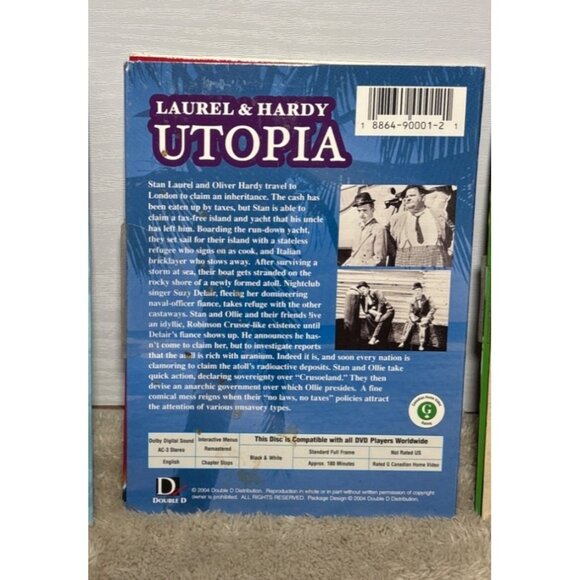 LAUREL & HARDY
UTOPIA
1 8864-90001-2 1
Stan Laurel and Oliver Hardy travel to
London to claim an inheritance. The cash has
been eaten up by taxes, but Stan is able to
claim a tax-free island and yacht that his uncle
has left him. Boarding the run-down yacht,
they set sail for their island with a stateless
refugee who signs on as cook, and Italian
bricklayer who stows away. After surviving a
storm at sea, their boat gets stranded on the
rocky shore of a newly formed atoll. Nightclub
singer Suzy Delair, fleeing her domineering
naval-officer fiance, takes refuge with the other
castaways. Stan and Ollie and their friends live
an idyllic, Robinson Crusoe-like existence until
Delair's fiance shows up. He announces he has-
n't come to claim her, but to investigate reports
that the atoll is rich with uranium. Indeed it is, and soon every nation is
clamoring to claim the atoll's radioactive deposits. Stan and Ollie take
quick action, declaring sovereignty over "Crusoeland." They then
devise an anarchic government over which Ollie presides. A fine
comical mess reigns when their "no laws, no taxes" policies attract
the attention of various unsavory types.
G
Dolby Digital Sound
AC-3 Stereo
English
Interactive Menus
Remastered
Chapter Stops
This Disc is Compatible with all DVD Players Worldwide
Black & White
Standard Full Frame
Approx. 180 Minutes
Not Rated US
Rated G Canadian Home Video
D
DOUBLE D
© 2004 Double D Distribution. Reproduction in whole or in part without written permission of copyright
owner is prohibited. ALL RIGHTS RESERVED. Package Design © 2004 Double D Distribution.